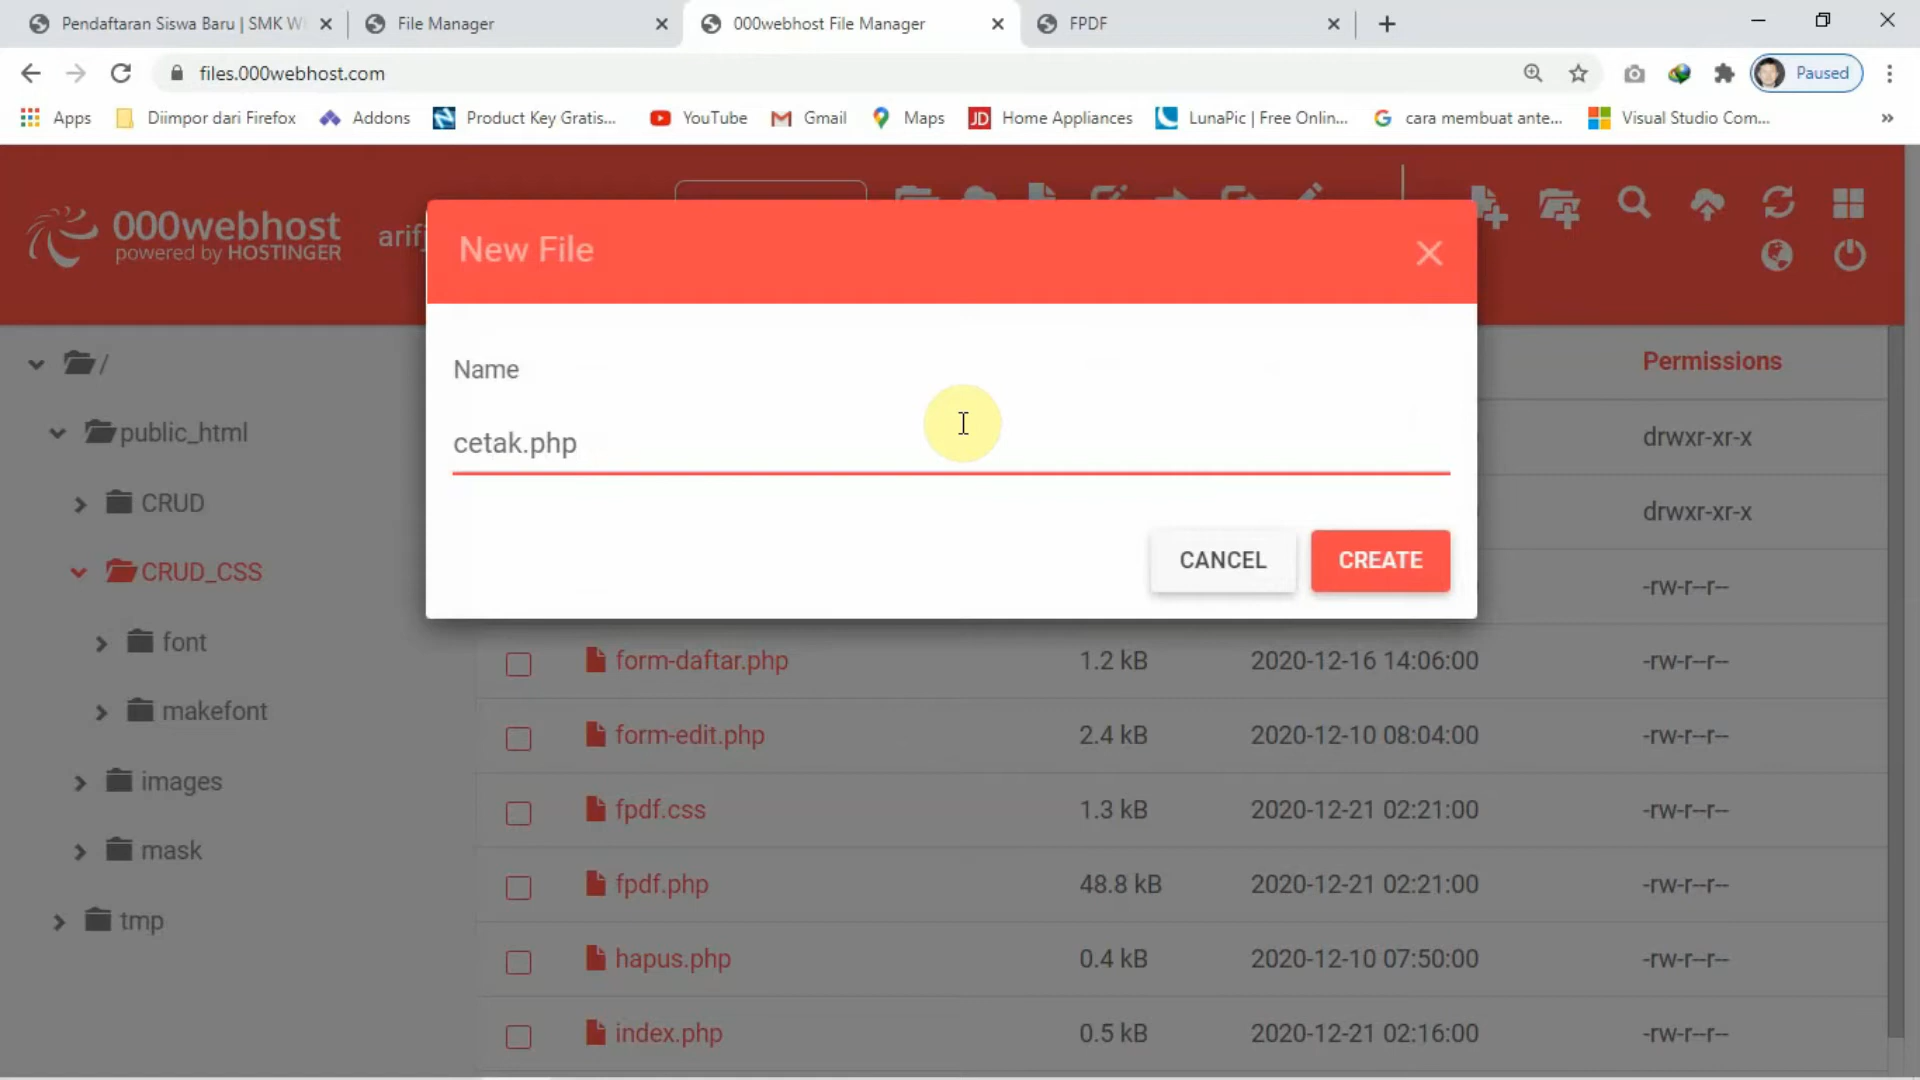 Pendaftaran Siswa Baru | SMK W
File Manager
000webhost File Manager
FPDF
files.000webhost.com
Paused
Apps
Diimpor dari Firefox
Addons
Product Key Gratis...
YouTube
Gmail
Maps
JD
Home Appliances
LunaPic | Free Onlin...
cara membuat ante...
Visual Studio Com...
»
000webhost
powered by HOSTINGER
arifj
New File
Name
cetak.php
CANCEL
CREATE
Permissions
/
public_html
drwxr-xr-x
CRUD
drwxr-xr-x
CRUD_CSS
-rw-r--r--
font
form-daftar.php 1.2 kB 2020-12-16 14:06:00 -rw-r--r--
makefont
form-edit.php 2.4 kB 2020-12-10 08:04:00 -rw-r--r--
images
fpdf.css 1.3 kB 2020-12-21 02:21:00 -rw-r--r--
mask
fpdf.php 48.8 kB 2020-12-21 02:21:00 -rw-r--r--
tmp
hapus.php 0.4 kB 2020-12-10 07:50:00 -rw-r--r--
index.php 0.5 kB 2020-12-21 02:16:00 -rw-r--r--